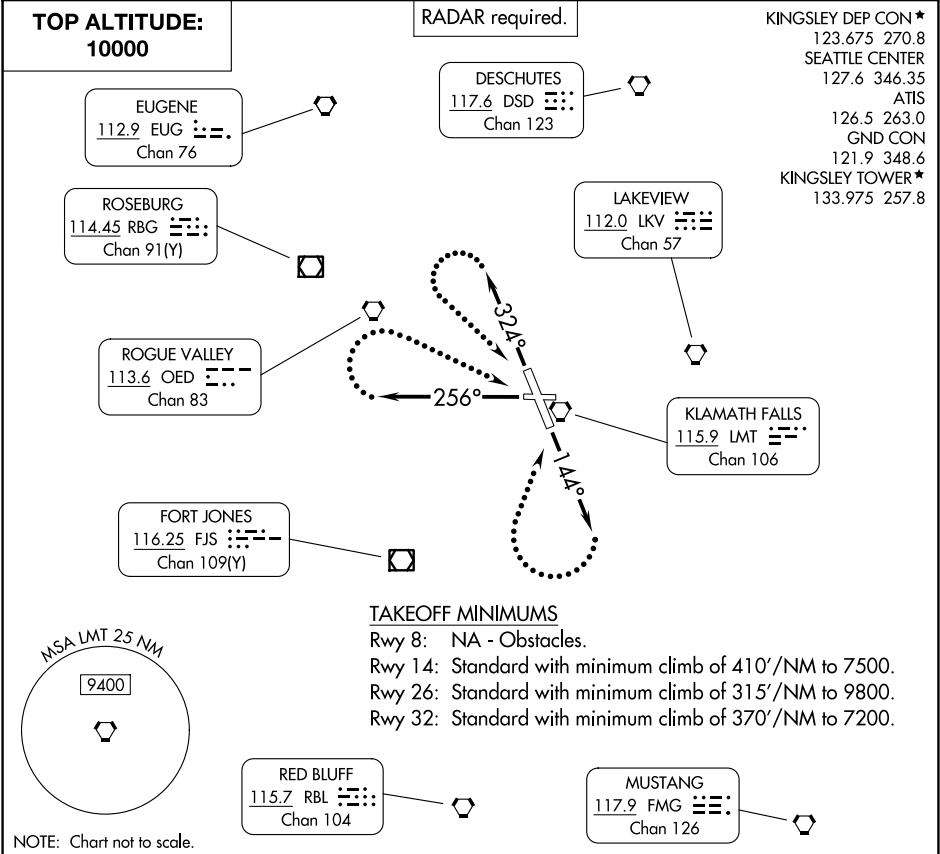 TOP ALTITUDE:
10000
RADAR required.
KINGSLEY DEP CON★
123.675 270.8
SEATTLE CENTER
127.6 346.35
ATIS
126.5 263.0
GND CON
121.9 348.6
KINGSLEY TOWER★
133.975 257.8
EUGENE
112.9 EUG
Chan 76
DESCHUTES
117.6 DSD
Chan 123
ROSEBURG
114.45 RBG
Chan 91(Y)
LAKEVIEW
112.0 LKV
Chan 57
ROGUE VALLEY
113.6 OED
Chan 83
324°
256°
144°
KLAMATH FALLS
115.9 LMT
Chan 106
FORT JONES
116.25 FJS
Chan 109(Y)
TAKEOFF MINIMUMS
Rwy 8: NA - Obstacles.
Rwy 14: Standard with minimum climb of 410'/NM to 7500.
Rwy 26: Standard with minimum climb of 315'/NM to 9800.
Rwy 32: Standard with minimum climb of 370'/NM to 7200.
MSA LMT 25 NM
9400
RED BLUFF
115.7 RBL
Chan 104
MUSTANG
117.9 FMG
Chan 126
NOTE: Chart not to scale.